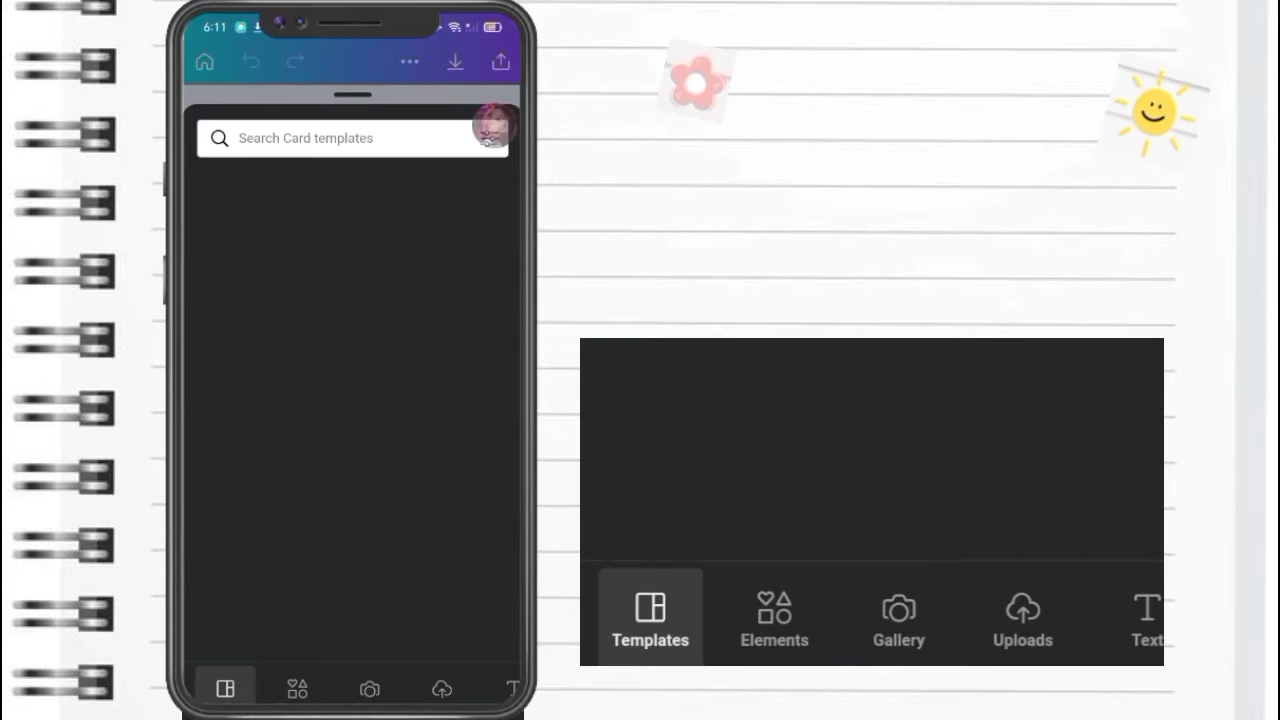 6:11
Search Card templates
Templates
Elements
Gallery
Uploads
Text